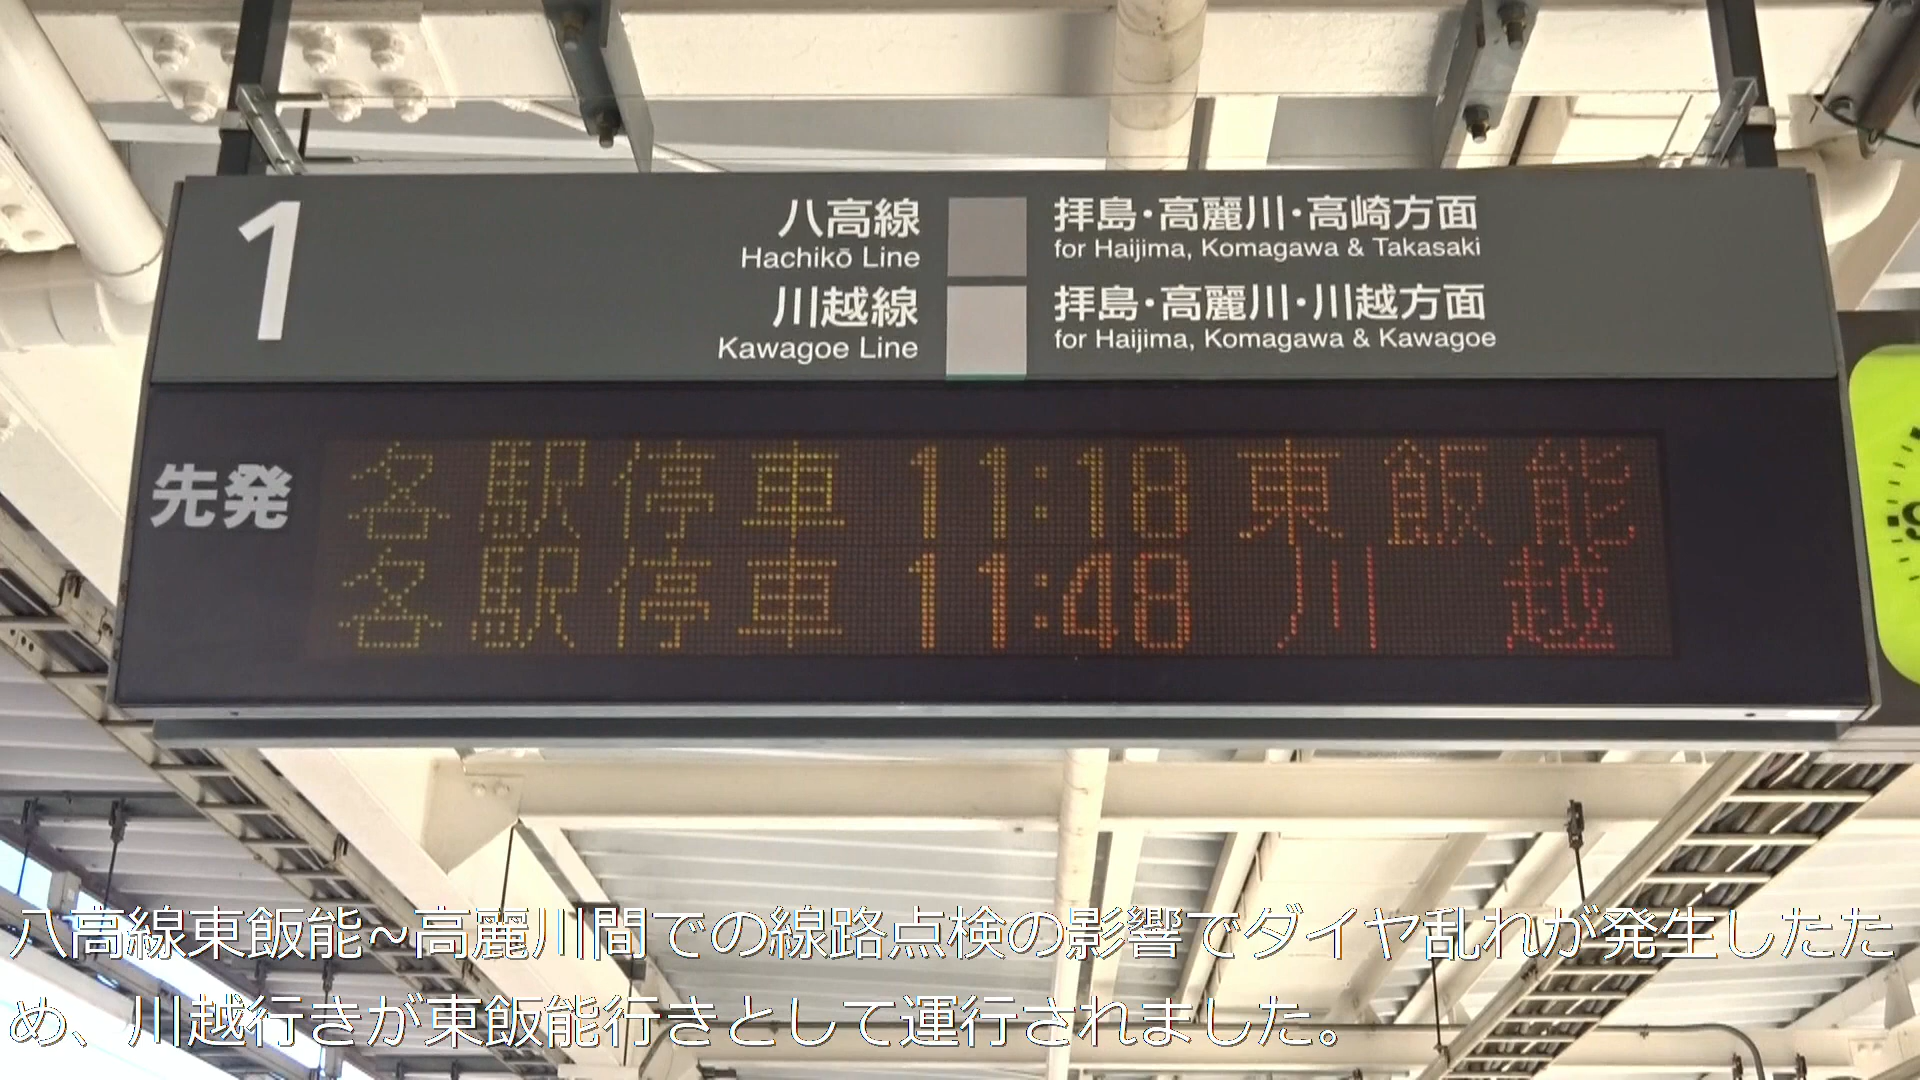 1
八高線
Hachikō Line
拝島・高麗川・高崎方面
for Haijima, Komagawa & Takasaki
川越線
Kawagoe Line
拝島・高麗川・川越方面
for Haijima, Komagawa & Kawagoe
先発
各駅停車 11:18 東飯能
各駅停車 11:48 川越
9
八高線東飯能~高麗川間での線路点検の影響でダイヤ乱れが発生したた
め、川越行きが東飯能行きとして運行されました。